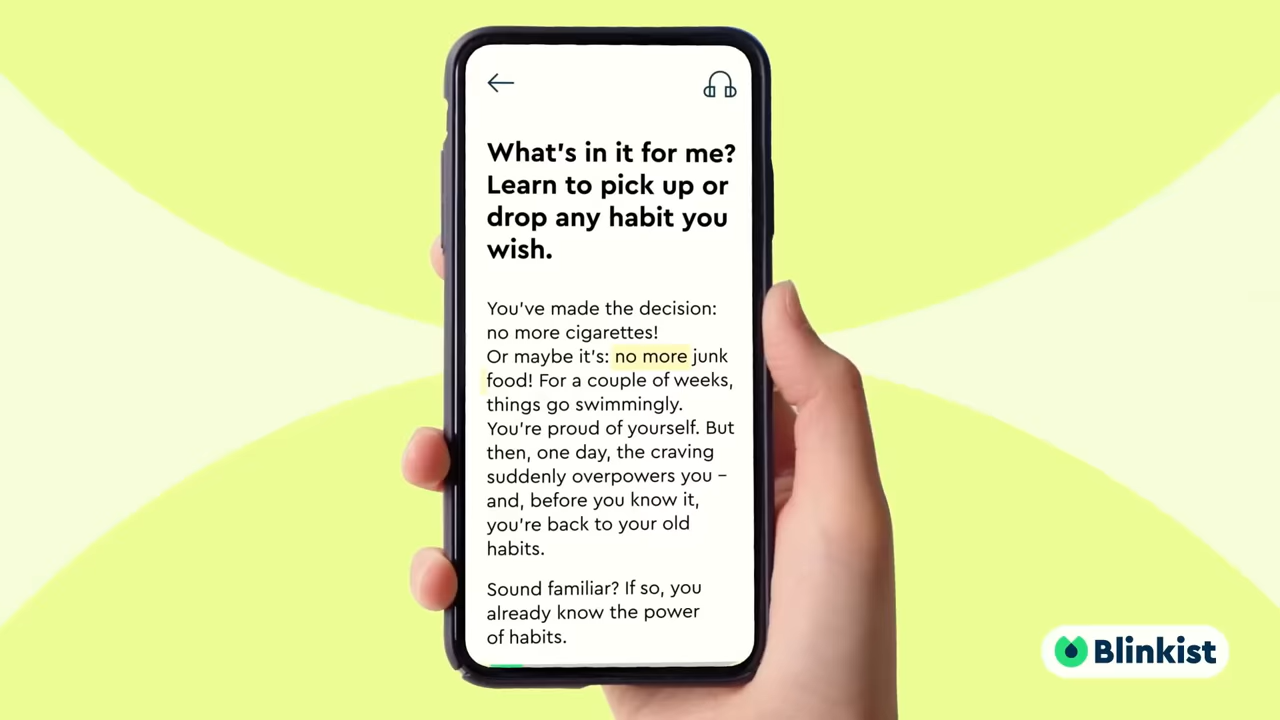 What's in it for me?
Learn to pick up or
drop any habit you
wish.
You've made the decision:
no more cigarettes!
Or maybe it's: no more junk
food! For a couple of weeks,
things go swimmingly.
You're proud of yourself. But
then, one day, the craving
suddenly overpowers you –
and, before you know it,
you're back to your old
habits.
Sound familiar? If so, you
already know the power
of habits.
Blinkist